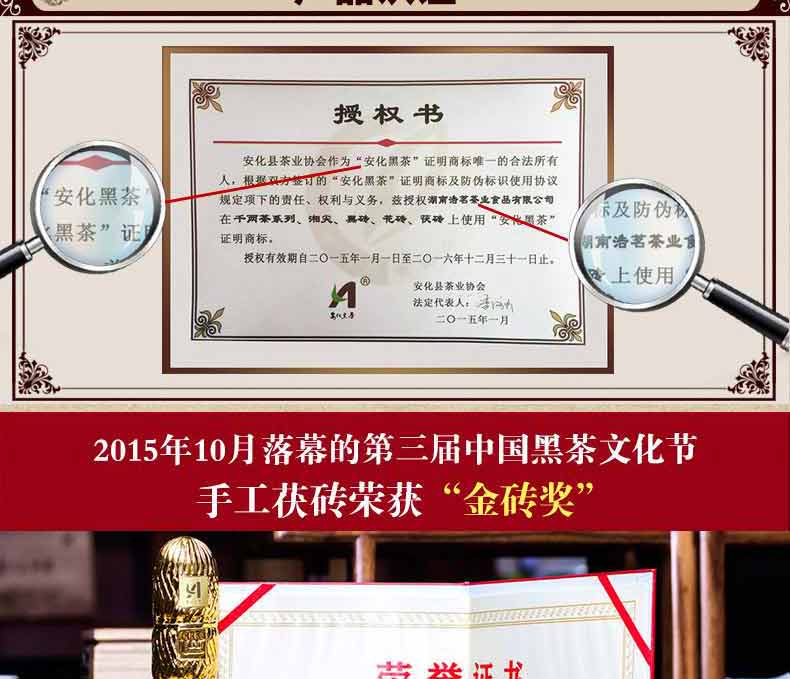 授权书
安化县茶业协会作为“安化黑茶”证明商标唯一的合法所有
人，根据双方签订的“安化黑茶”证明商标及防伪标识使用协议
规定项下的责任、权利与义务，兹授权湖南浩茗茶业食品有限公司
在千两茶系列、湘尖、黑砖、花砖、茯砖上使用“安化黑茶”
证明商标。
授权有效期自二〇一五年一月一日至二〇一六年十二月三十一日止。
安化县茶业协会
法定代表人：
二〇一五年一月
®
安化黑茶
“安化黑茶”
化黑茶”证明
标及防伪标
湖南浩茗茶业食
上使用
2015年10月落幕的第三届中国黑茶文化节
手工茯砖荣获“金砖奖”
荣誉证书